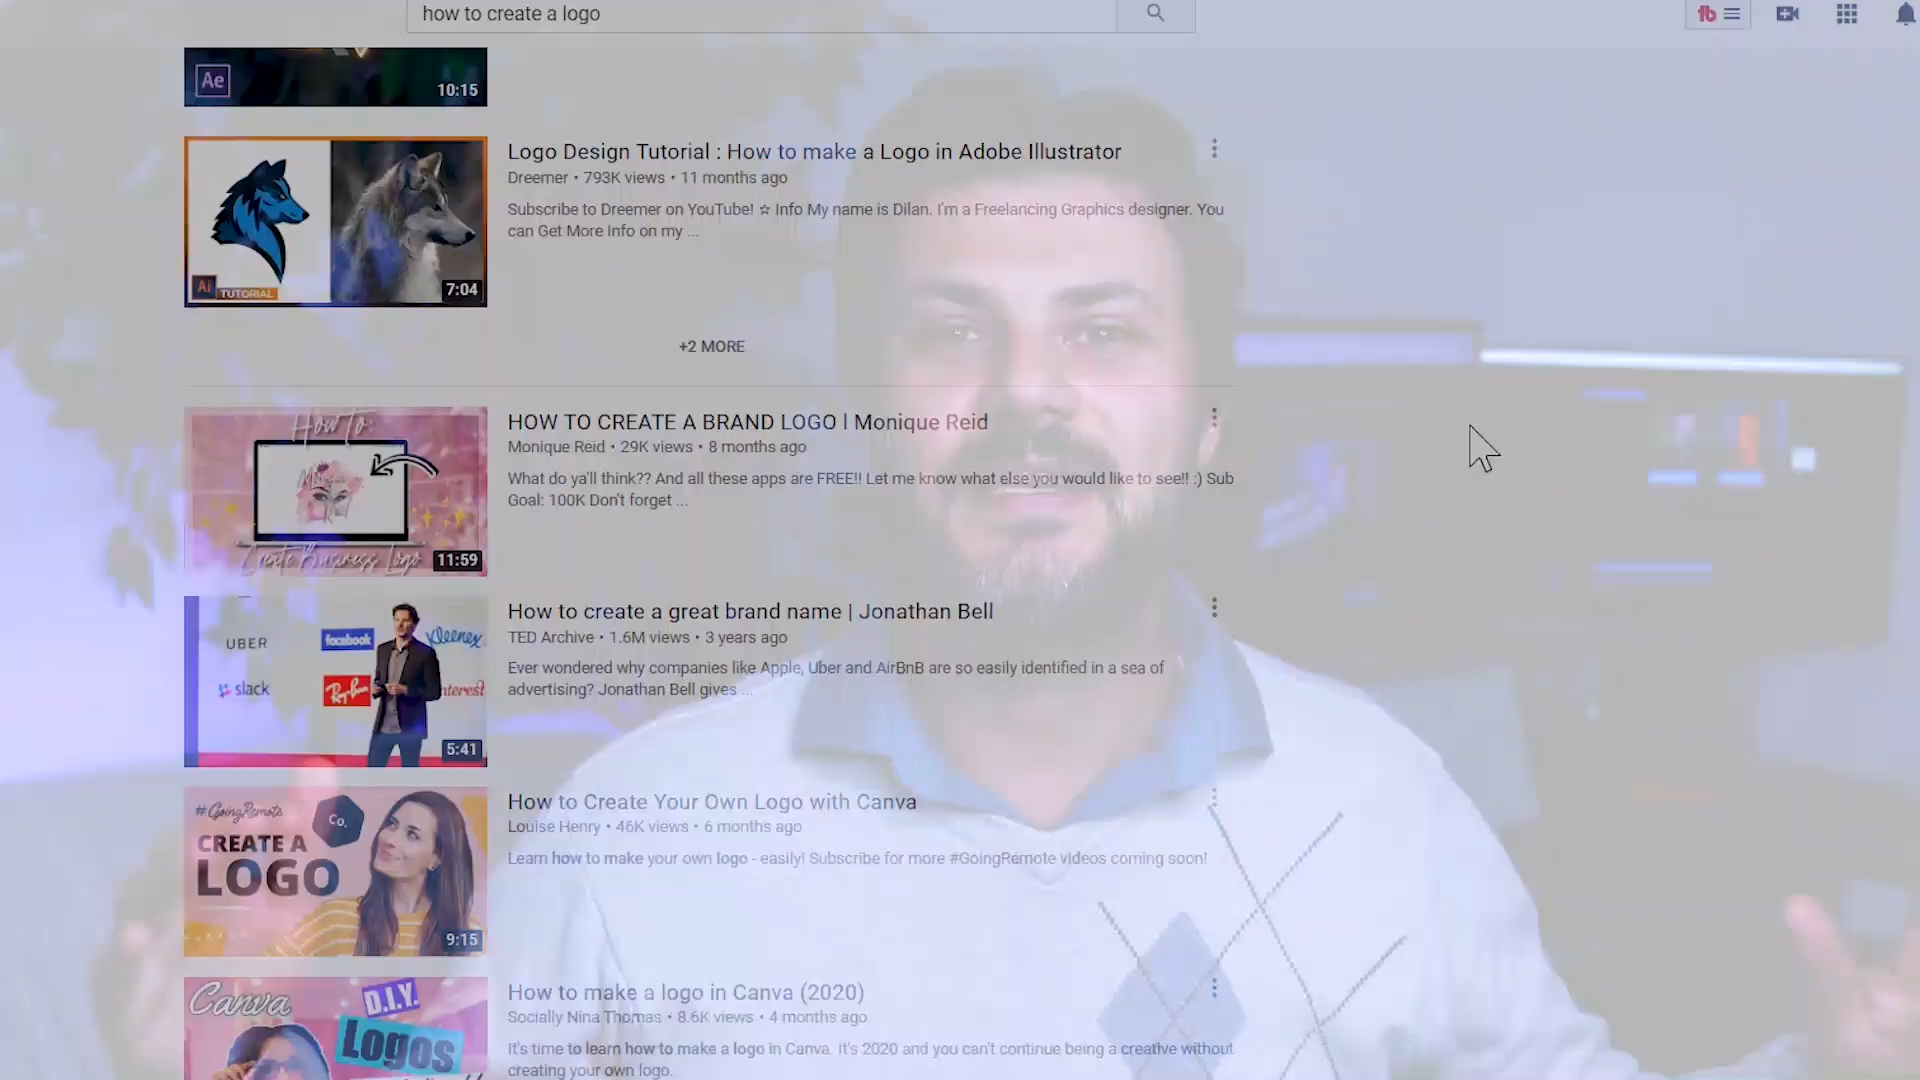 how to create a logo
Ae
10:15
Logo Design Tutorial : How to make a Logo in Adobe Illustrator
Dreemer • 793K views • 11 months ago
Subscribe to Dreemer on YouTube! ☆ Info My name is Dilan. I'm a Freelancing Graphics designer. You
can Get More Info on my ...
Ai TUTORIAL
7:04
+2 MORE
How To:
Create Business Logo
11:59
HOW TO CREATE A BRAND LOGO | Monique Reid
Monique Reid • 29K views • 8 months ago
What do ya'll think?? And all these apps are FREE!! Let me know what else you would like to see!! :) Sub
Goal: 100K Don't forget ...
UBER
facebook
Kleenex
slack
Ray-Ban
nterest
5:41
How to create a great brand name | Jonathan Bell
TED Archive • 1.6M views • 3 years ago
Ever wondered why companies like Apple, Uber and AirBnB are so easily identified in a sea of
advertising? Jonathan Bell gives ...
#GoingRemote
Co.
CREATE A
LOGO
9:15
How to Create Your Own Logo with Canva
Louise Henry • 46K views • 6 months ago
Learn how to make your own logo - easily! Subscribe for more #GoingRemote videos coming soon!
Canva
D.I.Y.
Logos
How to make a logo in Canva (2020)
Socially Nina Thomas • 8.6K views • 4 months ago
It's time to learn how to make a logo in Canva. It's 2020 and you can't continue being a creative without
creating your own logo.